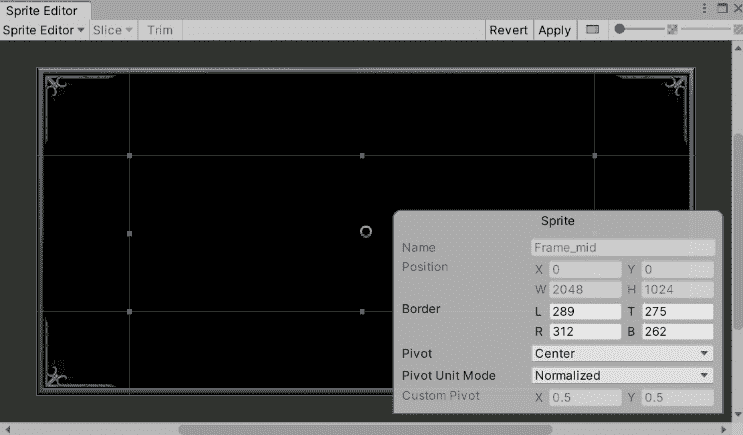 Sprite Editor
Sprite Editor Slice Trim Revert Apply
Sprite
Name Frame_mid
Position X 0 Y 0
W 2048 H 1024
Border L 289 T 275
R 312 B 262
Pivot Center
Pivot Unit Mode Normalized
Custom Pivot X 0.5 Y 0.5